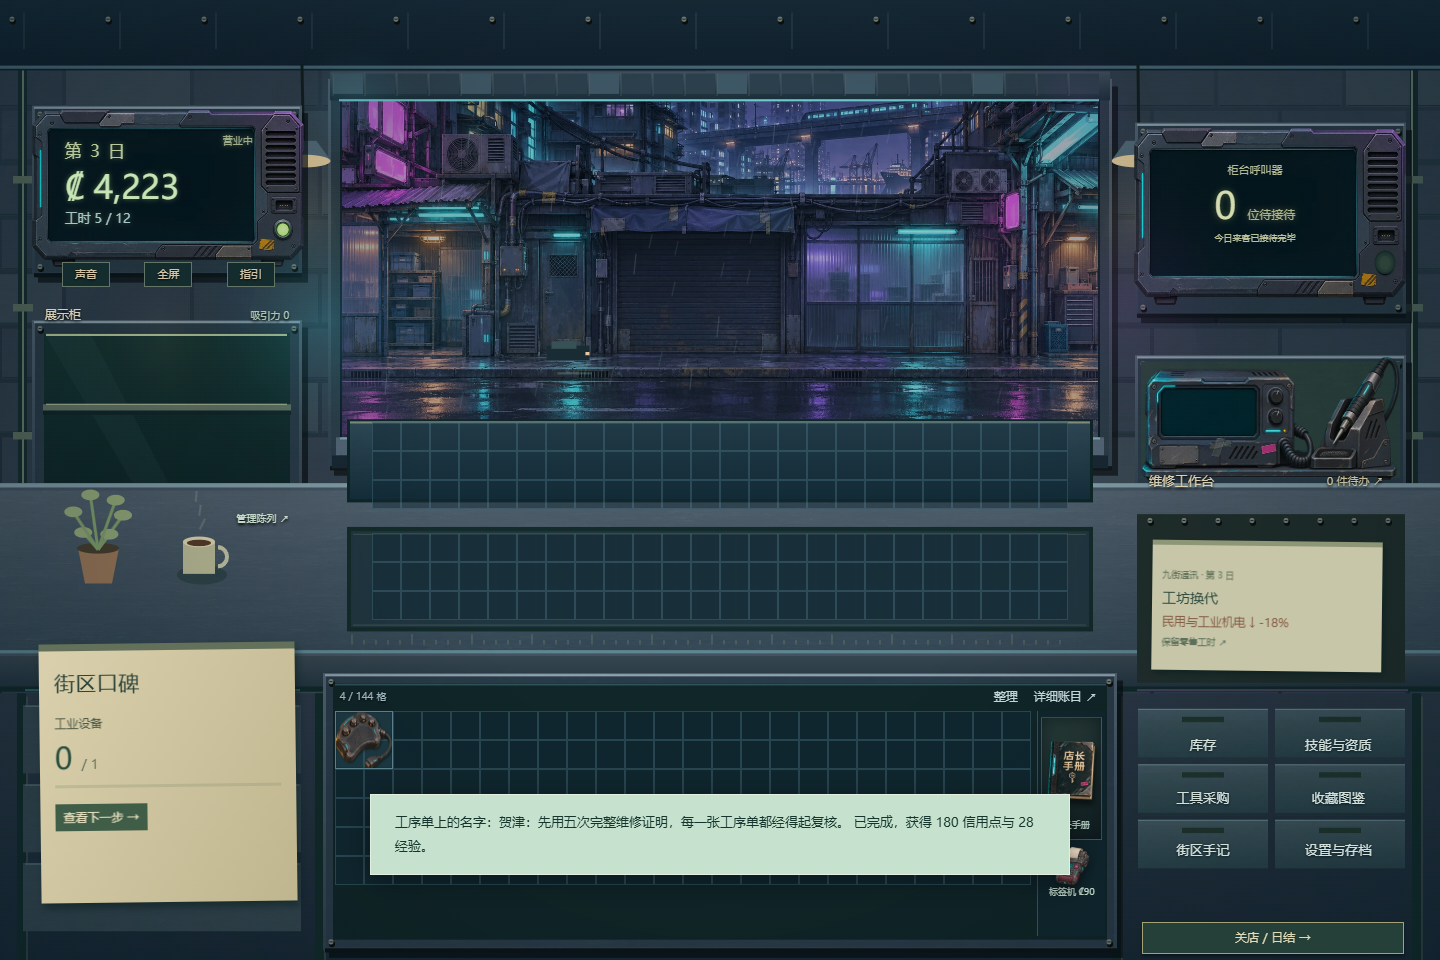 第 3 日
营业中
₡ 4,223
工时 5 / 12
声音
全屏
指引
展示柜
吸引力 0
管理陈列 ↗
街区口碑
工业设备
0 / 1
查看下一步 →
柜台呼叫器
0 位待接待
今日来客已接待完毕
维修工作台
0 件待办 ↗
九街通讯 · 第 3 日
工坊换代
民用与工业机电 ↓ -18%
保留零售工时 ↗
4 / 144 格
整理
详细账目 ↗
店长
手册
工序单上的名字：贺津：先用五次完整维修证明，每一张工序单都经得起复核。 已完成，获得 180 信用点与 28
经验。
手册
标签机 ₡90
库存
技能与资质
工具采购
收藏图鉴
街区手记
设置与存档
关店 / 日结 →